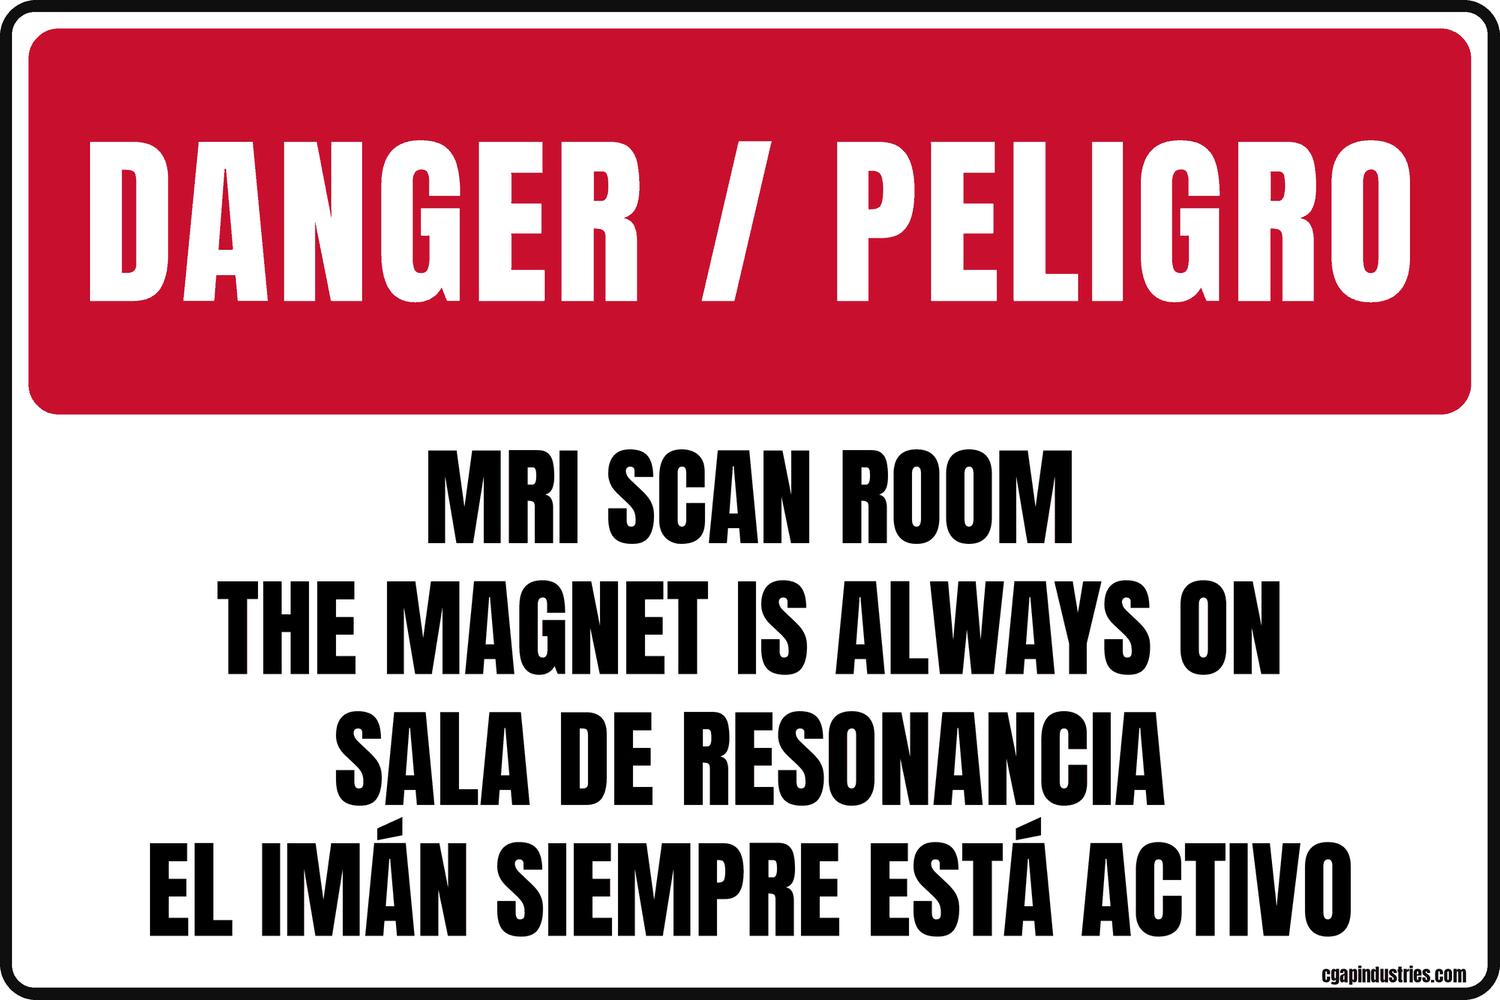 DANGER / PELIGRO
MRI SCAN ROOM
THE MAGNET IS ALWAYS ON
SALA DE RESONANCIA
EL IMÁN SIEMPRE ESTÁ ACTIVO
cgapindustries.com